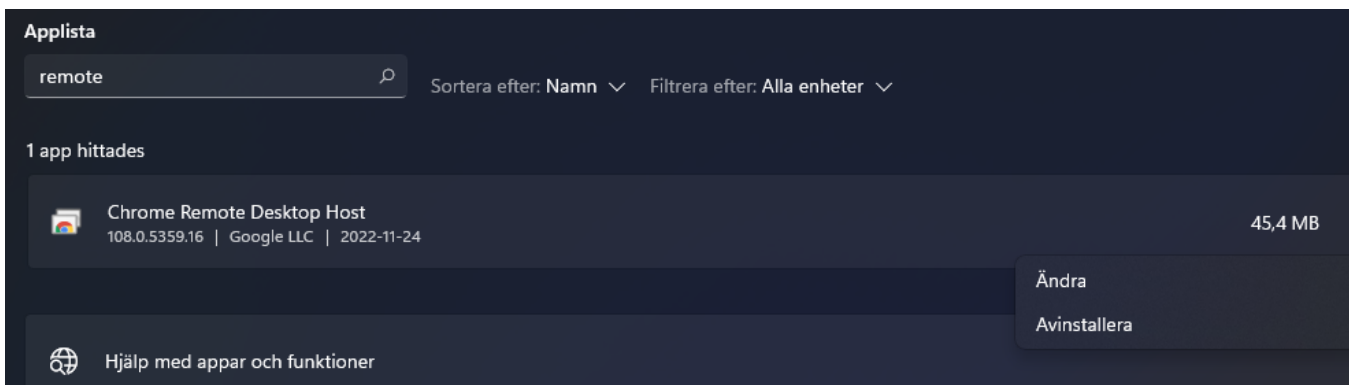 Applista
remote
Sortera efter: Namn Filtrera efter: Alla enheter
1 app hittades
Chrome Remote Desktop Host
108.0.5359.16 | Google LLC | 2022-11-24
45,4 MB
Ändra
Avinstallera
Hjälp med appar och funktioner